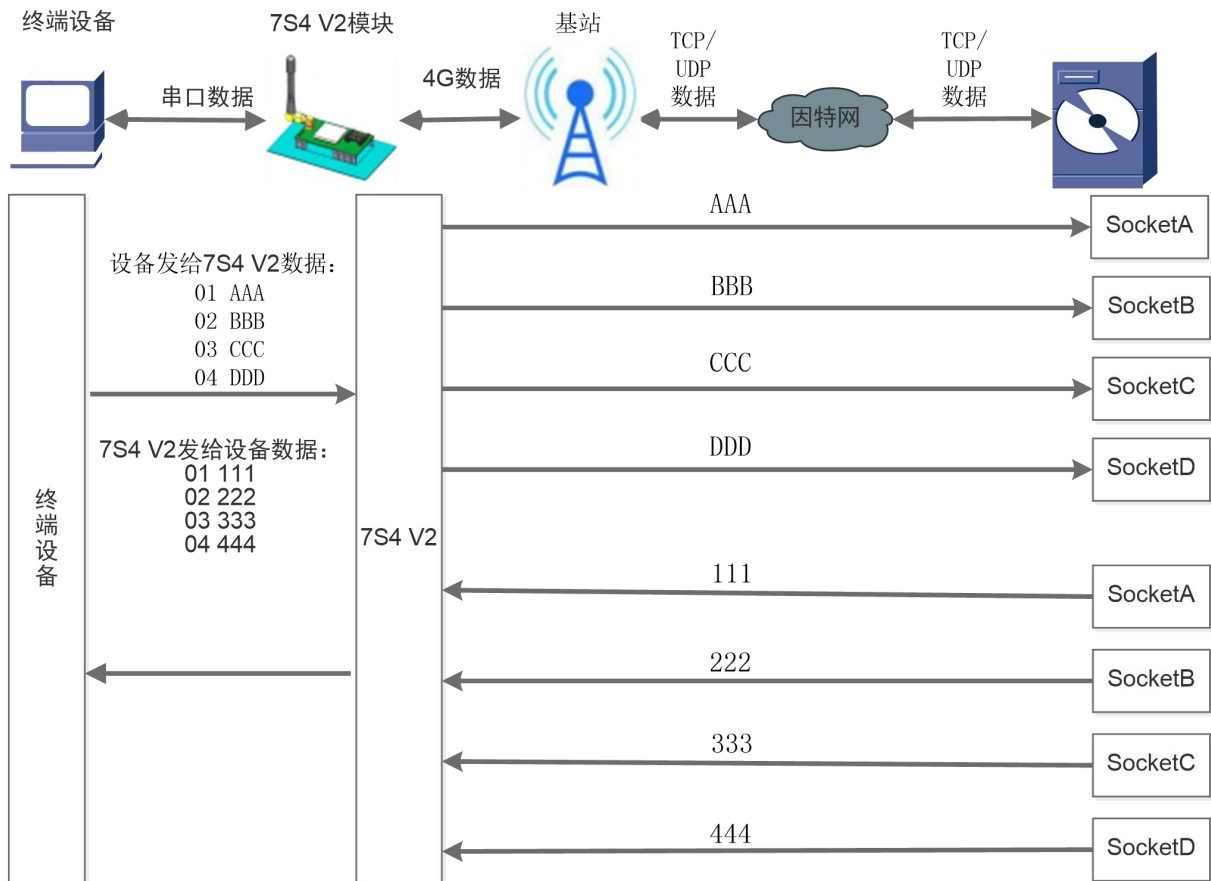 终端设备
7S4 V2模块
基站
TCP/
UDP
数据
TCP/
UDP
数据
串口数据
4G数据
因特网
AAA
SocketA
设备发给7S4 V2数据：
01 AAA
02 BBB
03 CCC
04 DDD
BBB
SocketB
CCC
SocketC
7S4 V2发给设备数据：
01 111
02 222
03 333
04 444
DDD
SocketD
终端设备
7S4 V2
111
SocketA
222
SocketB
333
SocketC
444
SocketD